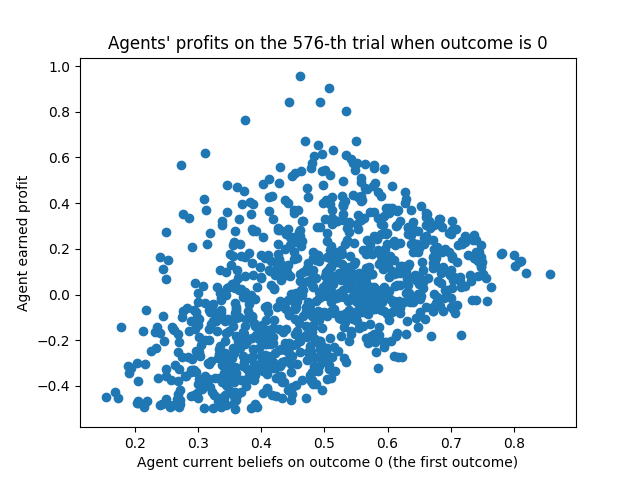 Agents' profits on the 576-th trial when outcome is 0
1.0
0.8
0.6
0.4
0.2
0.0
−0.2
−0.4
Agent earned profit
0.2 0.3 0.4 0.5 0.6 0.7 0.8
Agent current beliefs on outcome 0 (the first outcome)